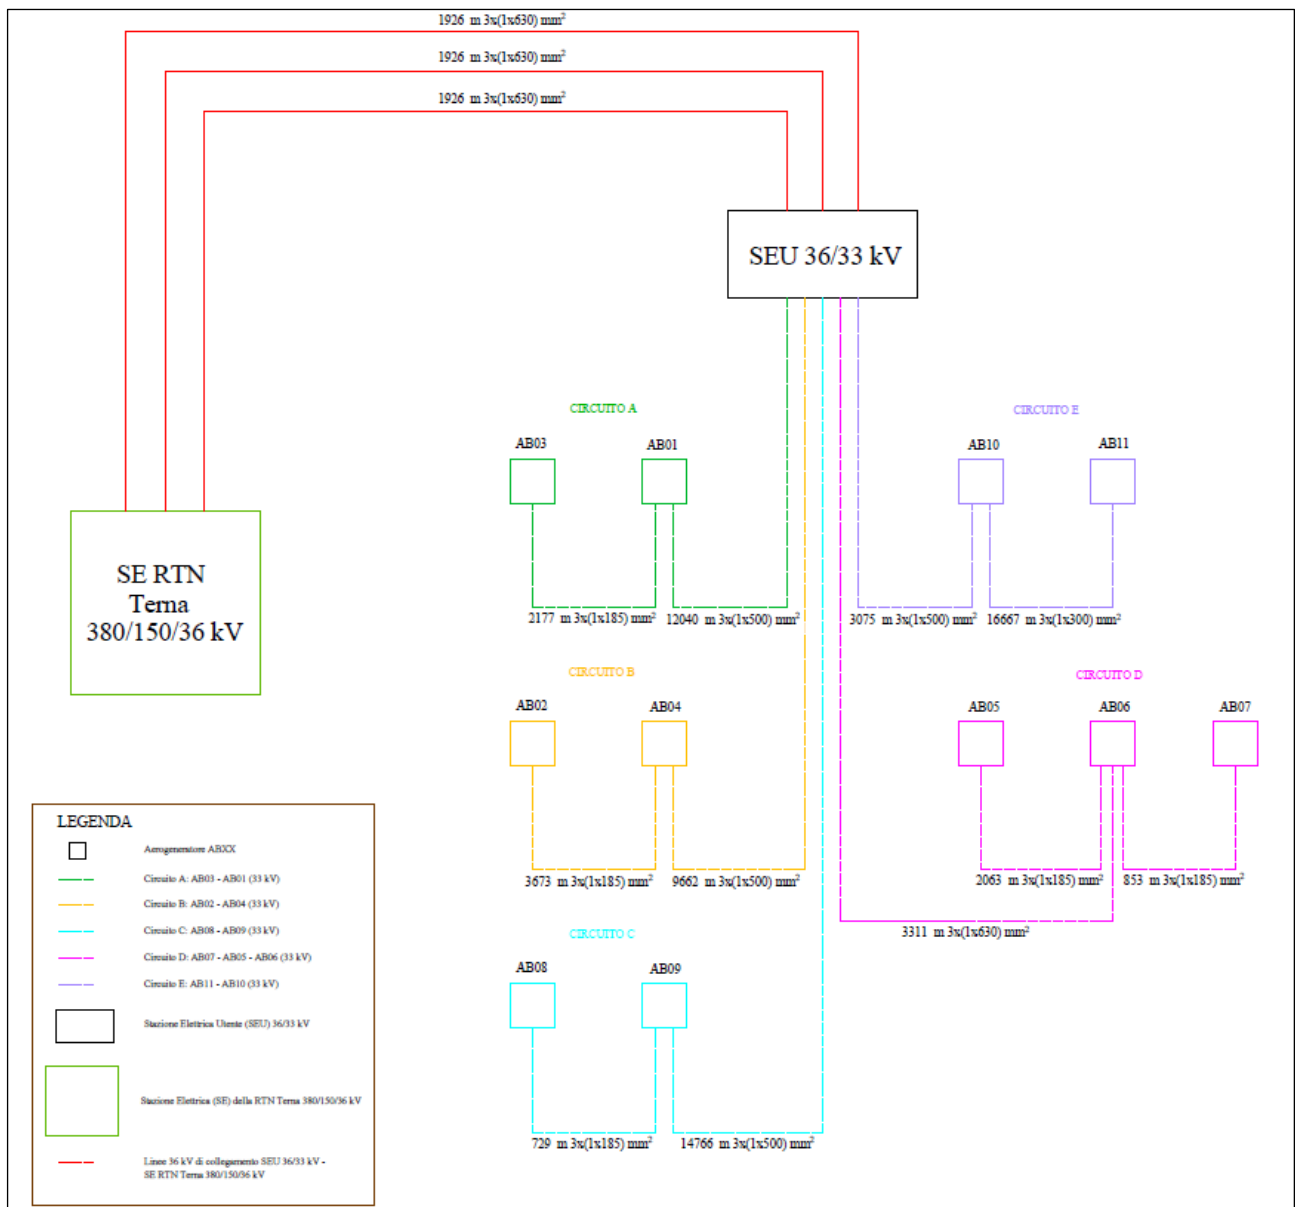 1926 m 3x(1x630) mm²
1926 m 3x(1x630) mm²
1926 m 3x(1x630) mm²
SEU 36/33 kV
CIRCUITO A
CIRCUITO E
AB03
AB01
AB10
AB11
SE RTN
Terna
380/150/36 kV
2177 m 3x(1x185) mm²
12040 m 3x(1x500) mm²
3075 m 3x(1x500) mm²
16667 m 3x(1x300) mm²
CIRCUITO B
CIRCUITO D
AB02
AB04
AB05
AB06
AB07
3673 m 3x(1x185) mm²
9662 m 3x(1x500) mm²
2063 m 3x(1x185) mm²
853 m 3x(1x185) mm²
3311 m 3x(1x630) mm²
CIRCUITO C
AB08
AB09
729 m 3x(1x185) mm²
14766 m 3x(1x500) mm²
LEGENDA
Aerogeneratore ABXX
Circuito A: AB03 - AB01 (33 kV)
Circuito B: AB02 - AB04 (33 kV)
Circuito C: AB08 - AB09 (33 kV)
Circuito D: AB07 - AB05 - AB06 (33 kV)
Circuito E: AB11 - AB10 (33 kV)
Stazione Elettrica Utente (SEU) 36/33 kV
Stazione Elettrica (SE) della RTN Terna 380/150/36 kV
Linee 36 kV di collegamento SEU 36/33 kV -
SE RTN Terna 380/150/36 kV